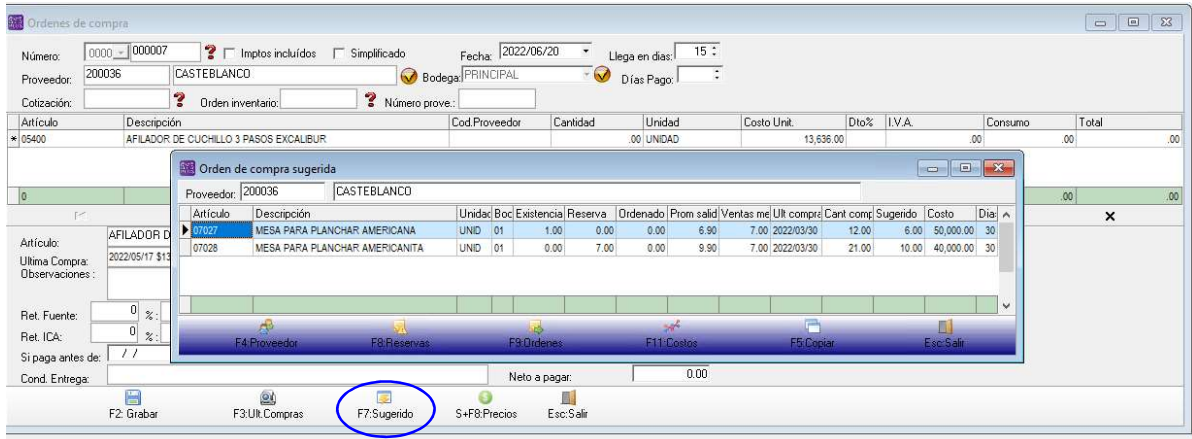 Ordenes de compra
Número: 0000 000007 ? Imptos incluídos Simplificado Fecha: 2022/06/20 Llega en dias: 15
Proveedor: 200036 CASTEBLANCO Bodega: PRINCIPAL Días Pago:
Cotización: ? Orden inventario: ? Número prove.:
Artículo Descripción Cod.Proveedor Cantidad Unidad Costo Unit. Dto% I.V.A. Consumo Total
* 05400 AFILADOR DE CUCHILLO 3 PASOS EXCALIBUR .00 UNIDAD 13,636.00 .00 .00 .00
0 .00 .00
Orden de compra sugerida
Proveedor: 200036 CASTEBLANCO
Artículo Descripción Unidac Boc Existencia Reserva Ordenado Prom salid Ventas me Ult compra Cant comp Sugerido Costo Dia:
07027 MESA PARA PLANCHAR AMERICANA UNID 01 1.00 0.00 0.00 6.90 7.00 2022/03/30 12.00 6.00 50,000.00 30
07028 MESA PARA PLANCHAR AMERICANITA UNID 01 0.00 7.00 0.00 9.90 7.00 2022/03/30 21.00 10.00 40,000.00 30
F4:Proveedor F8:Reservas F9:Ordenes F11:Costos F5:Copiar Esc:Salir
Artículo: AFILADOR D
Ultima Compra: 2022/05/17 $13
Observaciones :
Ret. Fuente: 0 %:
Ret. ICA: 0 %:
Si paga antes de: / /
Cond. Entrega: Neto a pagar: 0.00
F2: Grabar F3:Ult.Compras F7:Sugerido S+F8:Precios Esc:Salir